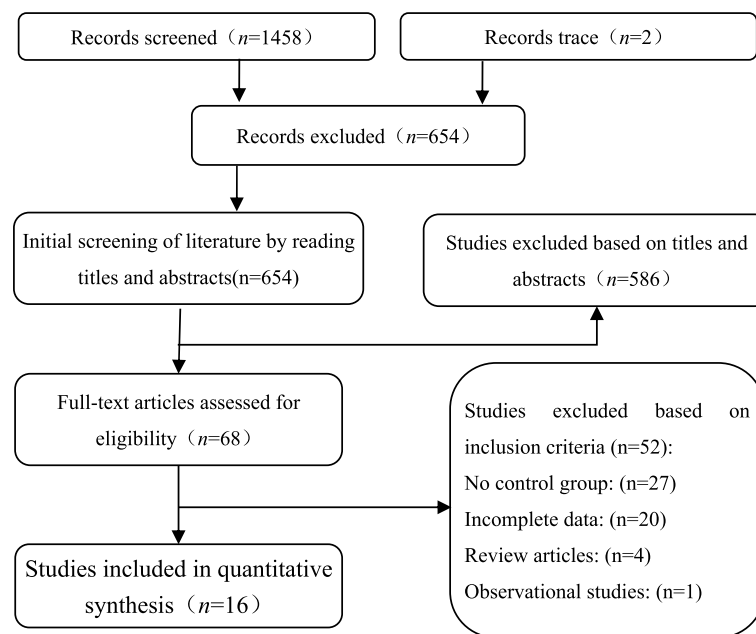 Records screened（n=1458）
Records trace（n=2）
Records excluded（n=654）
Initial screening of literature by reading
titles and abstracts(n=654)
Studies excluded based on titles and
abstracts（n=586）
Full-text articles assessed for
eligibility（n=68）
Studies excluded based on
inclusion criteria (n=52):
No control group: (n=27)
Incomplete data: (n=20)
Review articles: (n=4)
Observational studies: (n=1)
Studies included in quantitative
synthesis（n=16）